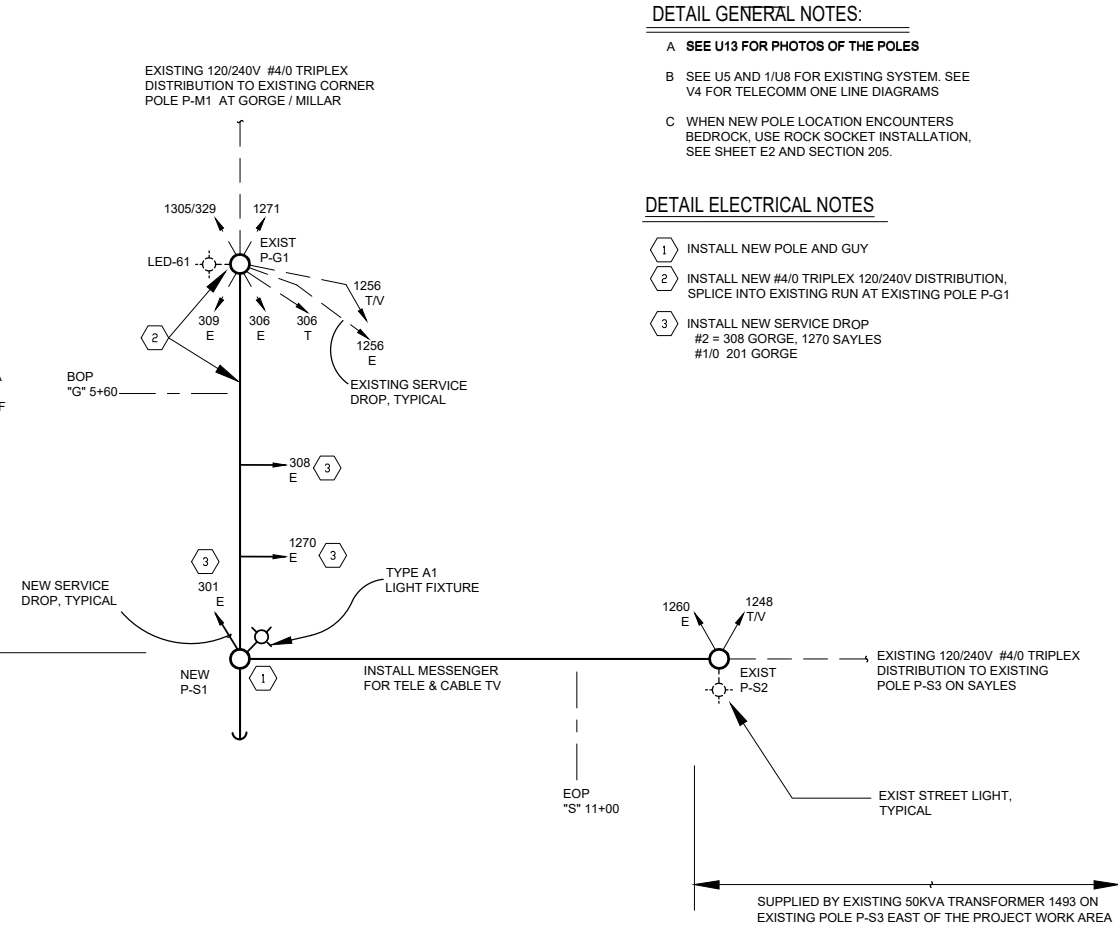 DETAIL GENERAL NOTES:
A SEE U13 FOR PHOTOS OF THE POLES
B SEE U5 AND 1/U8 FOR EXISTING SYSTEM. SEE
V4 FOR TELECOMM ONE LINE DIAGRAMS
C WHEN NEW POLE LOCATION ENCOUNTERS
BEDROCK, USE ROCK SOCKET INSTALLATION,
SEE SHEET E2 AND SECTION 205.
DETAIL ELECTRICAL NOTES
1 INSTALL NEW POLE AND GUY
2 INSTALL NEW #4/0 TRIPLEX 120/240V DISTRIBUTION,
SPLICE INTO EXISTING RUN AT EXISTING POLE P-G1
3 INSTALL NEW SERVICE DROP
#2 = 308 GORGE, 1270 SAYLES
#1/0 201 GORGE
EXISTING 120/240V #4/0 TRIPLEX
DISTRIBUTION TO EXISTING CORNER
POLE P-M1 AT GORGE / MILLAR
1305/329
1271
EXIST
P-G1
LED-61
1256
T/V
309
E
306
E
306
T
1256
E
2
EXISTING SERVICE
DROP, TYPICAL
BOP
"G" 5+60
F
308
E
3
1270
E
3
3
301
E
NEW SERVICE
DROP, TYPICAL
TYPE A1
LIGHT FIXTURE
NEW
P-S1
1
INSTALL MESSENGER
FOR TELE & CABLE TV
1260
E
1248
T/V
EXIST
P-S2
EXISTING 120/240V #4/0 TRIPLEX
DISTRIBUTION TO EXISTING
POLE P-S3 ON SAYLES
EOP
"S" 11+00
EXIST STREET LIGHT,
TYPICAL
SUPPLIED BY EXISTING 50KVA TRANSFORMER 1493 ON
EXISTING POLE P-S3 EAST OF THE PROJECT WORK AREA